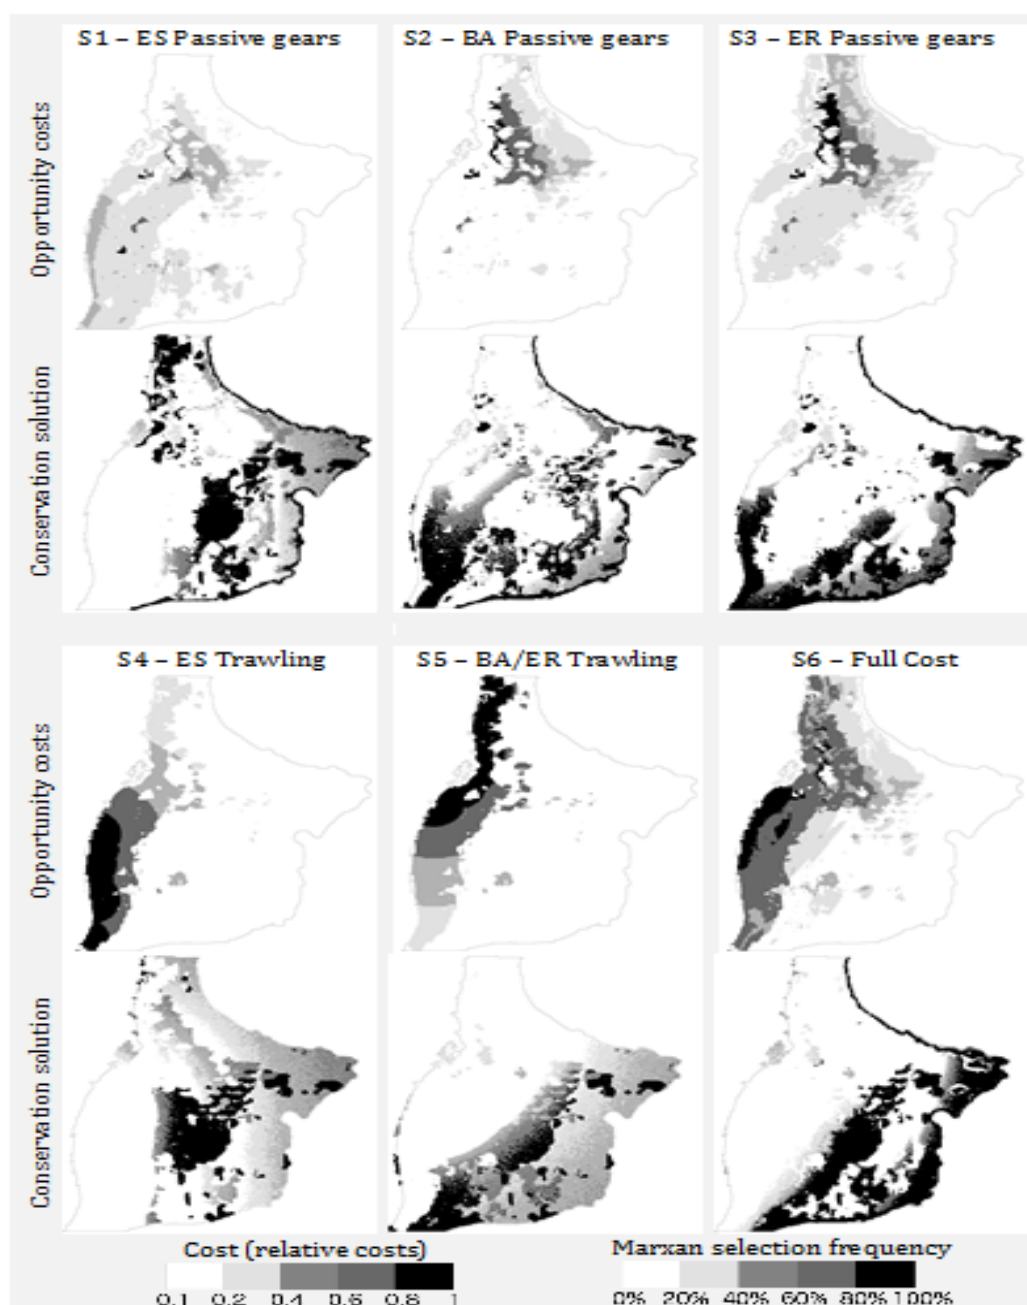 S1 – ES Passive gears
S2 – BA Passive gears
S3 – ER Passive gears
Opportunity costs
Conservation solution
S4 – ES Trawling
S5 – BA/ER Trawling
S6 – Full Cost
Opportunity costs
Conservation solution
Cost (relative costs)
Marxan selection frequency
0.1 0.2 0.4 0.6 0.8 1
0% 20% 40% 60% 80% 100%